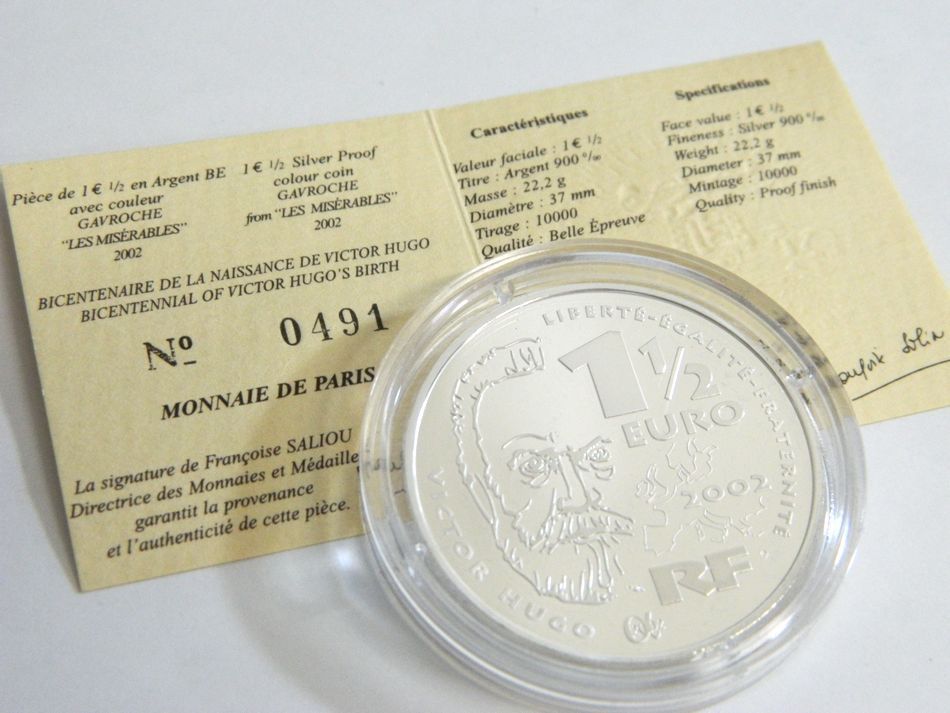 Pièce de 1 € 1/2 en Argent BE
avec couleur
GAVROCHE
"LES MISÉRABLES"
2002
1 € 1/2 Silver Proof
colour coin
GAVROCHE
from "LES MISÉRABLES"
2002
BICENTENAIRE DE LA NAISSANCE DE VICTOR HUGO
BICENTENNIAL OF VICTOR HUGO'S BIRTH
Nº 0491
MONNAIE DE PARIS
La signature de Françoise SALIOU
Directrice des Monnaies et Médaille
garantit la provenance
et l'authenticité de cette pièce.
Caractéristiques
Valeur faciale : 1 € 1/2
Titre : Argent 900 ‰
Masse : 22,2 g
Diamètre : 37 mm
Tirage : 10000
Qualité : Belle Épreuve
Specifications
Face value : 1 € 1/2
Fineness : Silver 900 ‰
Weight : 22,2 g
Diameter : 37 mm
Mintage : 10000
Quality : Proof finish
LIBERTÉ-ÉGALITÉ-FRATERNITÉ
1 1/2
EURO
2002
RF
VICTOR HUGO